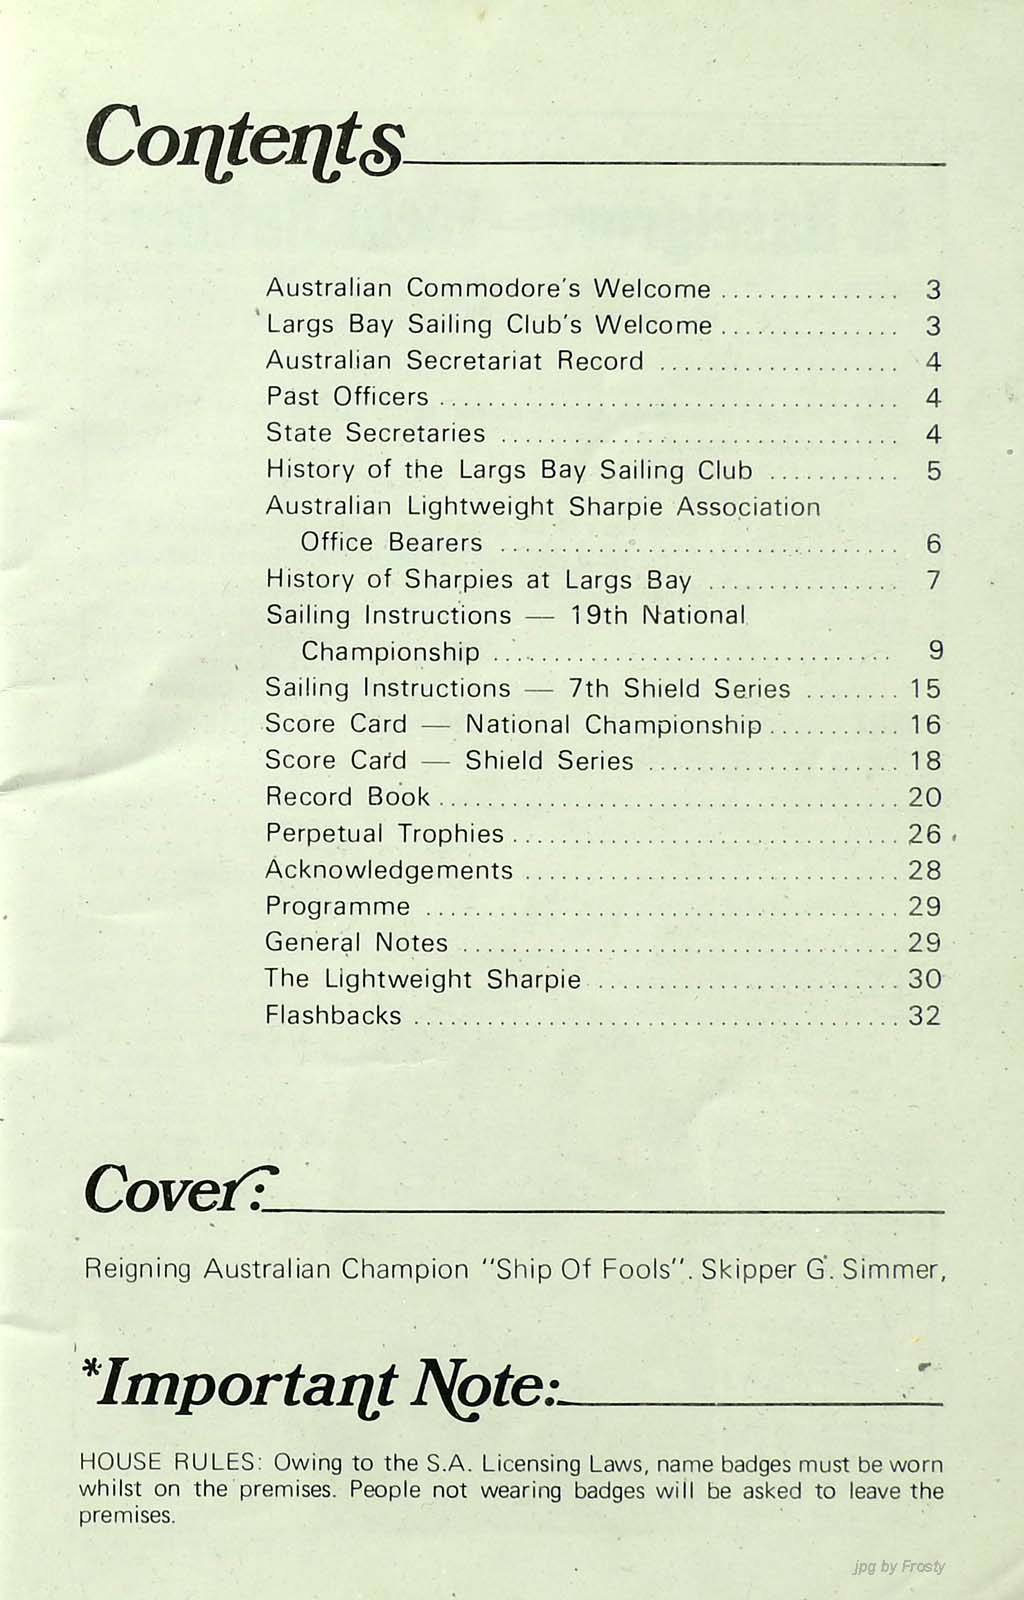 Contents
Australian Commodore's Welcome ............... 3
Largs Bay Sailing Club's Welcome ............... 3
Australian Secretariat Record .................... 4
Past Officers ...................................... 4
State Secretaries ................................. 4
History of the Largs Bay Sailing Club ........... 5
Australian Lightweight Sharpie Association
Office Bearers ................................. 6
History of Sharpies at Largs Bay ................ 7
Sailing Instructions — 19th National
Championship ................................. 9
Sailing Instructions — 7th Shield Series ........ 15
Score Card — National Championship ........... 16
Score Card — Shield Series ..................... 18
Record Book ...................................... 20
Perpetual Trophies ................................ 26
Acknowledgements ............................... 28
Programme ....................................... 29
General Notes .................................... 29
The Lightweight Sharpie ......................... 30
Flashbacks ........................................ 32
Cover:
Reigning Australian Champion "Ship Of Fools". Skipper G. Simmer,
*Important Note:
HOUSE RULES: Owing to the S.A. Licensing Laws, name badges must be worn
whilst on the premises. People not wearing badges will be asked to leave the
premises.
jpg by Frosty